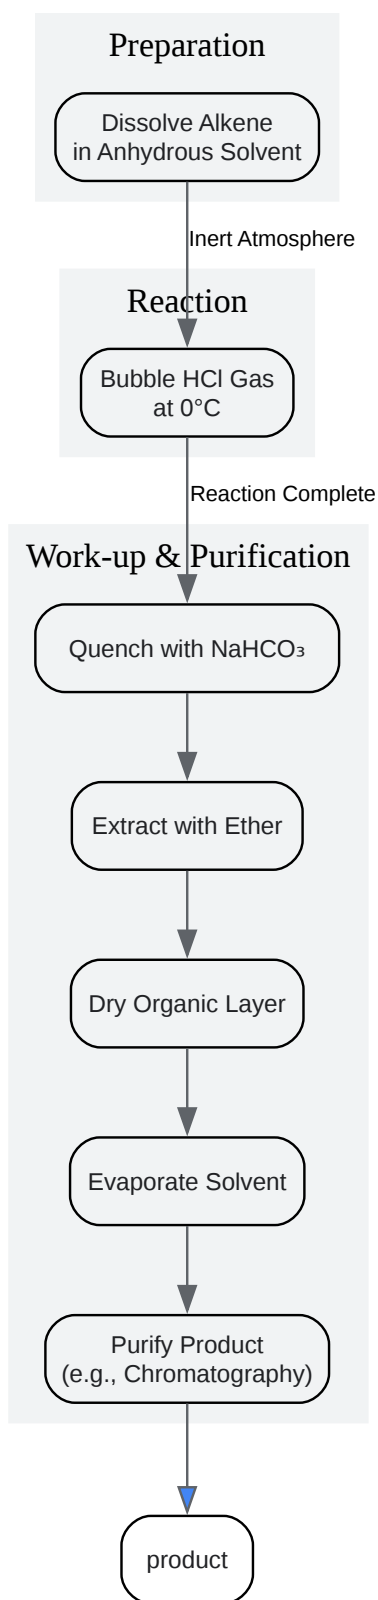 Preparation
Dissolve Alkene
in Anhydrous Solvent
Inert Atmosphere
Reaction
Bubble HCl Gas
at 0°C
Reaction Complete
Work-up & Purification
Quench with NaHCO₃
Extract with Ether
Dry Organic Layer
Evaporate Solvent
Purify Product
(e.g., Chromatography)
product